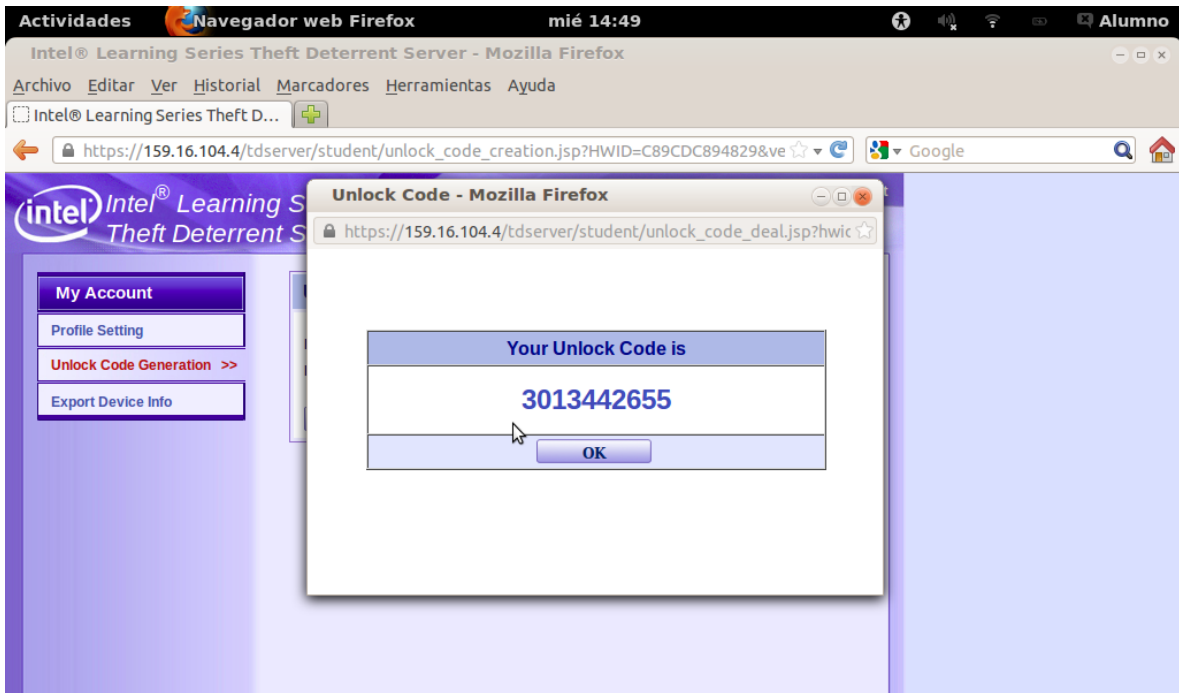 Actividades Navegador web Firefox mié 14:49 Alumno
Intel® Learning Series Theft Deterrent Server - Mozilla Firefox
Archivo Editar Ver Historial Marcadores Herramientas Ayuda
Intel® Learning Series Theft D...
https://159.16.104.4/tdserver/student/unlock_code_creation.jsp?HWID=C89CDC894829&ve Google
intel Intel® Learning S
Theft Deterrent S
Unlock Code - Mozilla Firefox
https://159.16.104.4/tdserver/student/unlock_code_deal.jsp?hwic
My Account
Profile Setting
Unlock Code Generation >>
Export Device Info
Your Unlock Code is
3013442655
OK